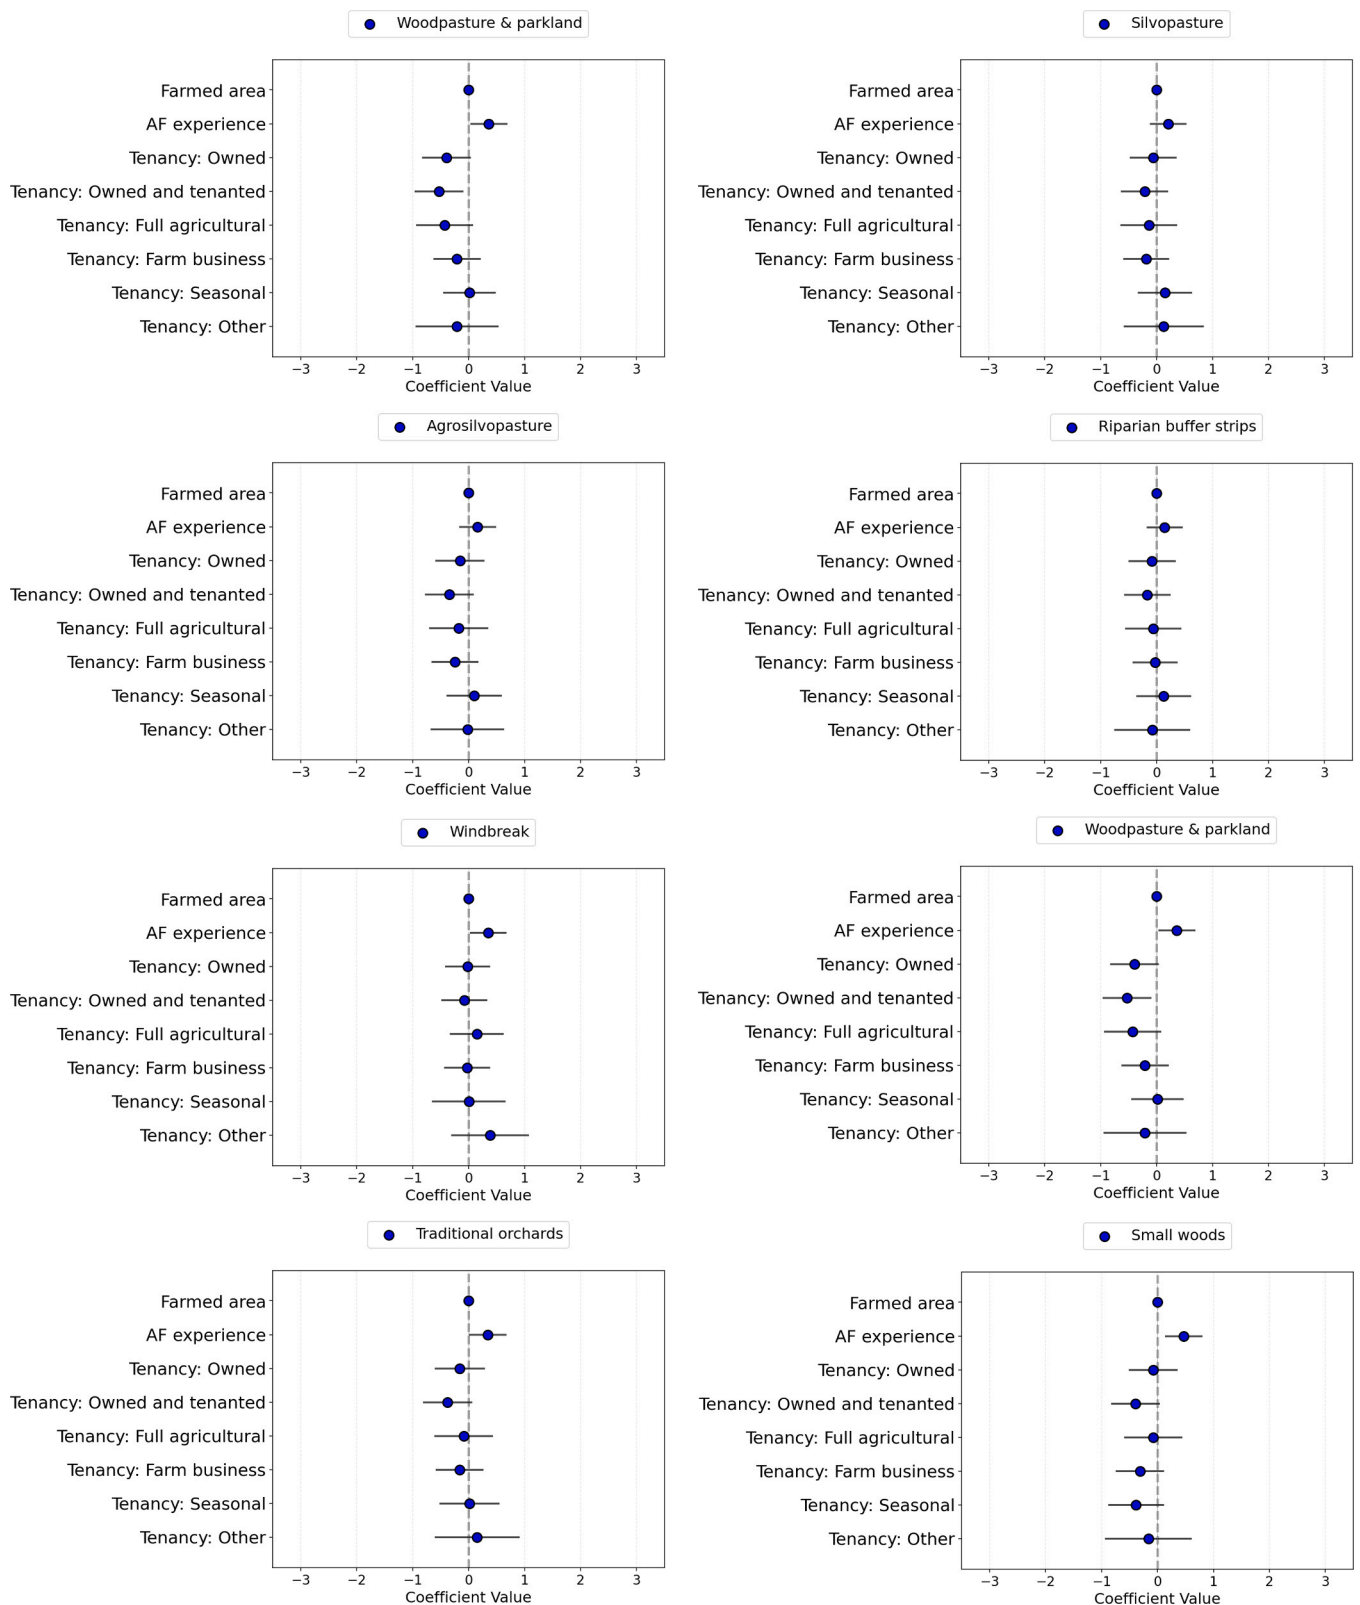 Woodpasture & parkland
Farmed area
AF experience
Tenancy: Owned
Tenancy: Owned and tenanted
Tenancy: Full agricultural
Tenancy: Farm business
Tenancy: Seasonal
Tenancy: Other
−3 −2 −1 0 1 2 3
Coefficient Value
Silvopasture
Farmed area
AF experience
Tenancy: Owned
Tenancy: Owned and tenanted
Tenancy: Full agricultural
Tenancy: Farm business
Tenancy: Seasonal
Tenancy: Other
−3 −2 −1 0 1 2 3
Coefficient Value
Agrosilvopasture
Farmed area
AF experience
Tenancy: Owned
Tenancy: Owned and tenanted
Tenancy: Full agricultural
Tenancy: Farm business
Tenancy: Seasonal
Tenancy: Other
−3 −2 −1 0 1 2 3
Coefficient Value
Riparian buffer strips
Farmed area
AF experience
Tenancy: Owned
Tenancy: Owned and tenanted
Tenancy: Full agricultural
Tenancy: Farm business
Tenancy: Seasonal
Tenancy: Other
−3 −2 −1 0 1 2 3
Coefficient Value
Windbreak
Farmed area
AF experience
Tenancy: Owned
Tenancy: Owned and tenanted
Tenancy: Full agricultural
Tenancy: Farm business
Tenancy: Seasonal
Tenancy: Other
−3 −2 −1 0 1 2 3
Coefficient Value
Woodpasture & parkland
Farmed area
AF experience
Tenancy: Owned
Tenancy: Owned and tenanted
Tenancy: Full agricultural
Tenancy: Farm business
Tenancy: Seasonal
Tenancy: Other
−3 −2 −1 0 1 2 3
Coefficient Value
Traditional orchards
Farmed area
AF experience
Tenancy: Owned
Tenancy: Owned and tenanted
Tenancy: Full agricultural
Tenancy: Farm business
Tenancy: Seasonal
Tenancy: Other
−3 −2 −1 0 1 2 3
Coefficient Value
Small woods
Farmed area
AF experience
Tenancy: Owned
Tenancy: Owned and tenanted
Tenancy: Full agricultural
Tenancy: Farm business
Tenancy: Seasonal
Tenancy: Other
−3 −2 −1 0 1 2 3
Coefficient Value